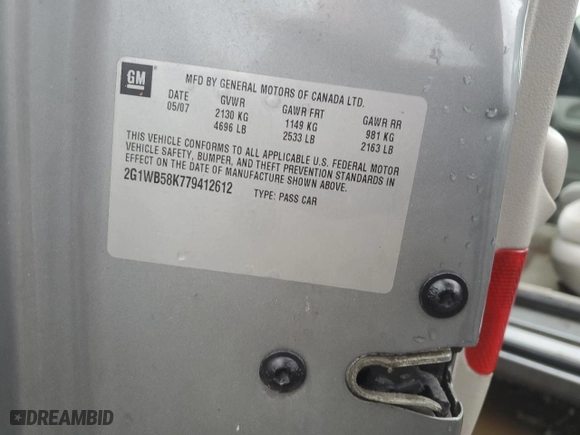 GM
MFD BY GENERAL MOTORS OF CANADA LTD.
DATE GVWR GAWR FRT GAWR RR
05/07 2130 KG 1149 KG 981 KG
4696 LB 2533 LB 2163 LB
THIS VEHICLE CONFORMS TO ALL APPLICABLE U.S. FEDERAL MOTOR
VEHICLE SAFETY, BUMPER, AND THEFT PREVENTION STANDARDS IN
EFFECT ON THE DATE OF MANUFACTURE SHOWN ABOVE.
2G1WB58K779412612 TYPE: PASS CAR
DREAMBID